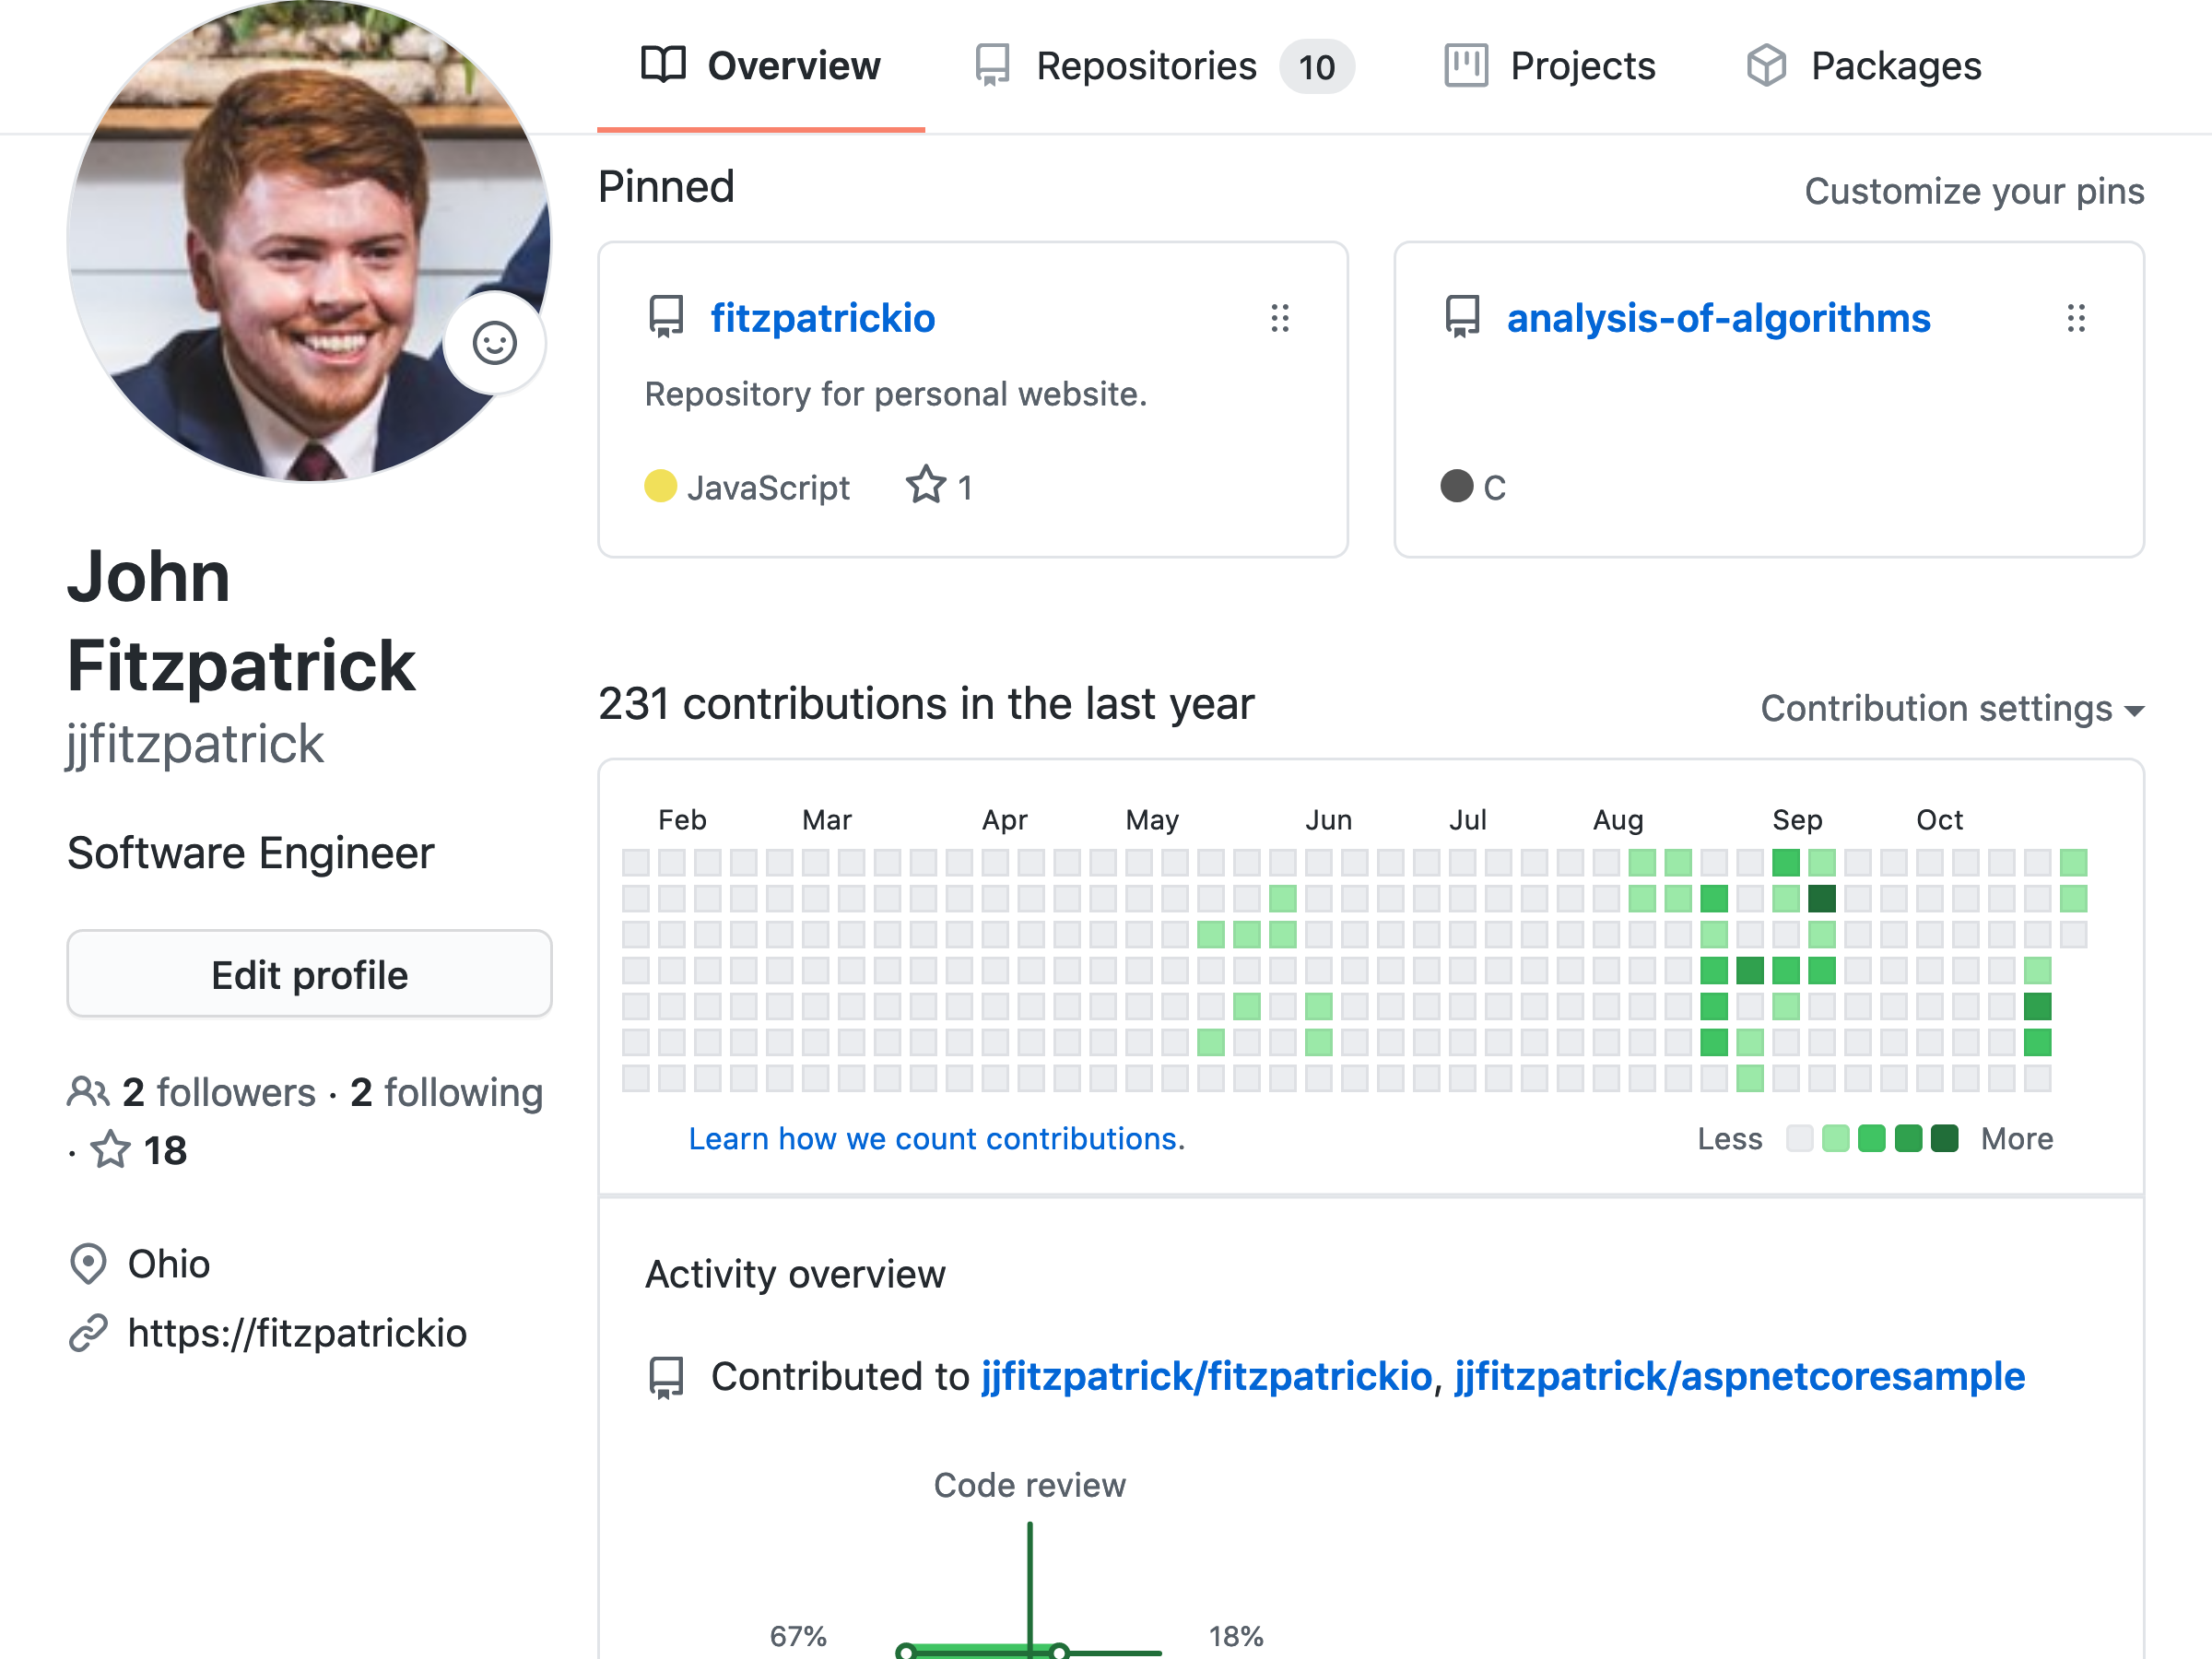 Overview
Repositories 10
Projects
Packages
John
Fitzpatrick
jjfitzpatrick
Software Engineer
Edit profile
2 followers · 2 following
· 18
Ohio
https://fitzpatrickio
Pinned
Customize your pins
fitzpatrickio
Repository for personal website.
JavaScript 1
analysis-of-algorithms
C
231 contributions in the last year
Contribution settings
Feb Mar Apr May Jun Jul Aug Sep Oct
Learn how we count contributions.
Less More
Activity overview
Contributed to jjfitzpatrick/fitzpatrickio, jjfitzpatrick/aspnetcoresample
Code review
67% 18%